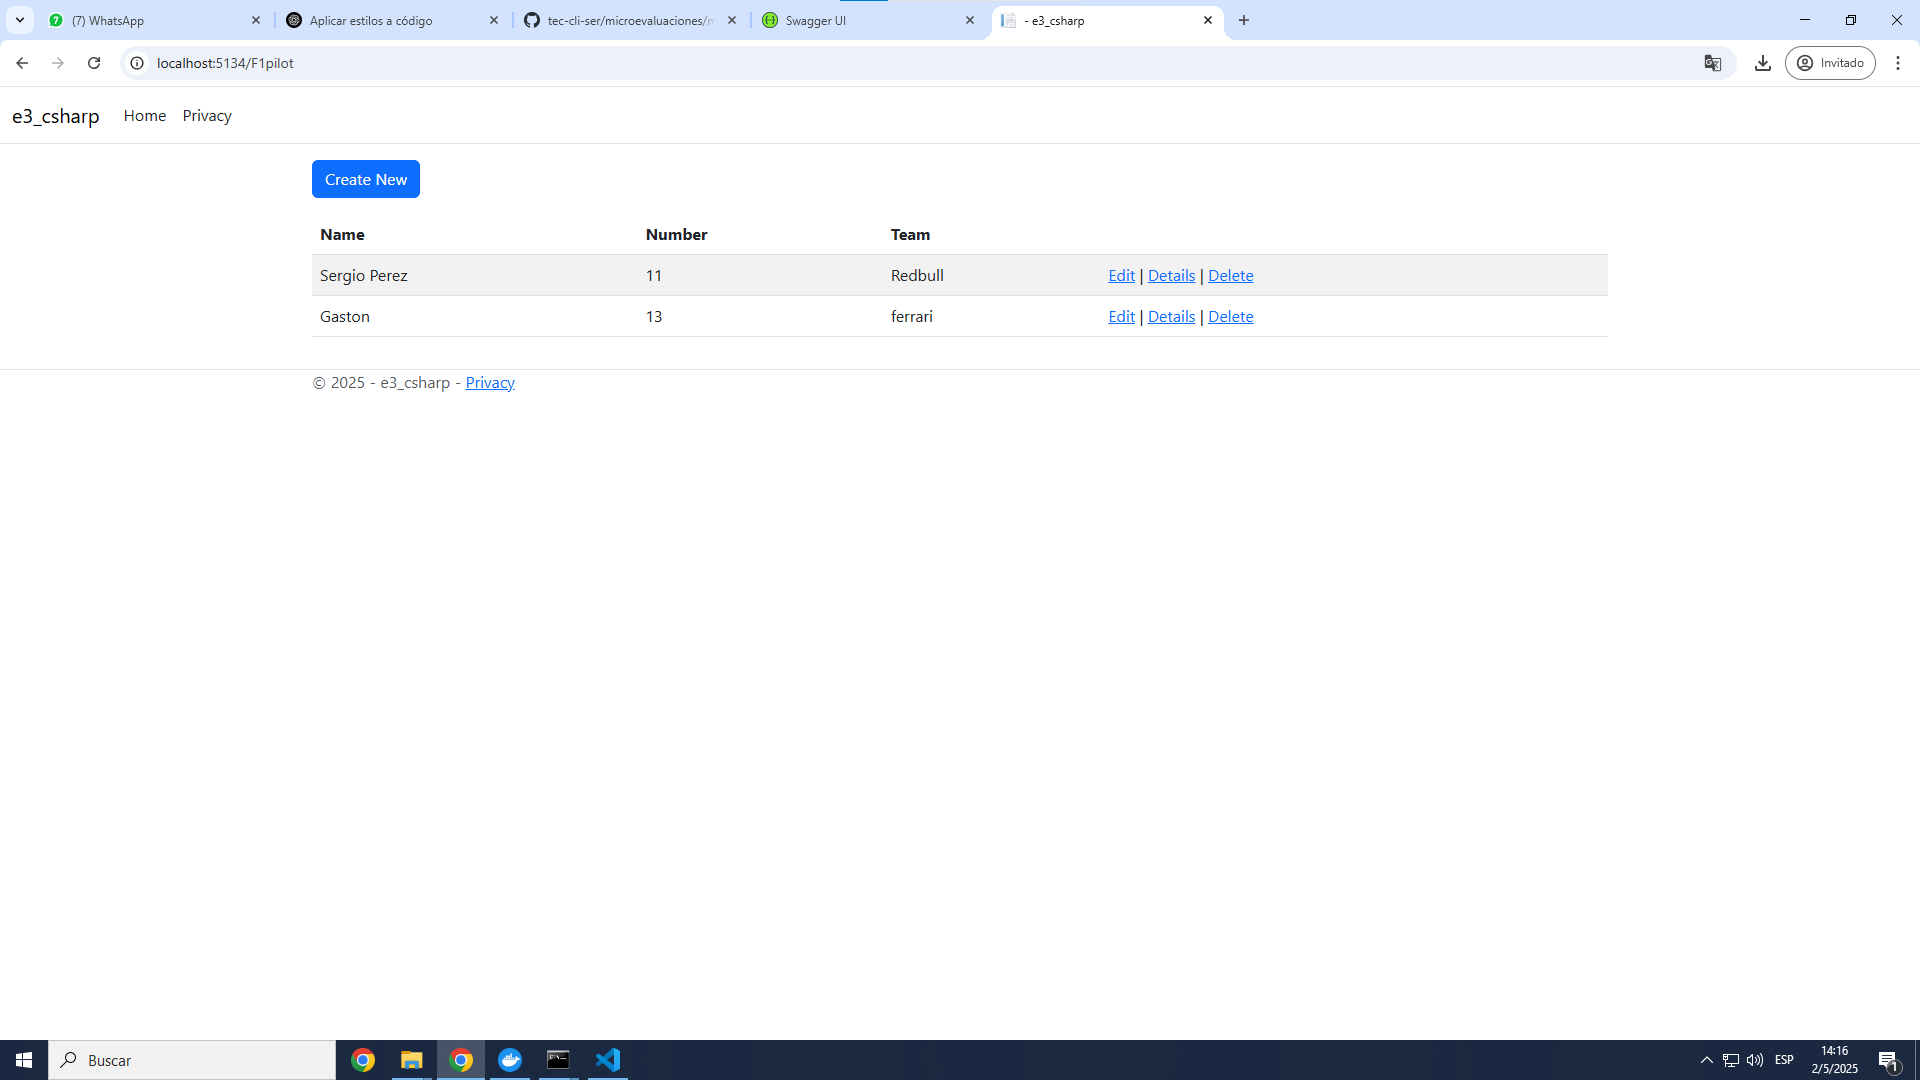 (7) WhatsApp
Aplicar estilos a código
tec-cli-ser/microevaluaciones/
Swagger UI
- e3_csharp
localhost:5134/F1pilot
Invitado
e3_csharp
Home
Privacy
Create New
Name Number Team
Sergio Perez 11 Redbull Edit | Details | Delete
Gaston 13 ferrari Edit | Details | Delete
© 2025 - e3_csharp - Privacy
Buscar
ESP
14:16
2/5/2025
1